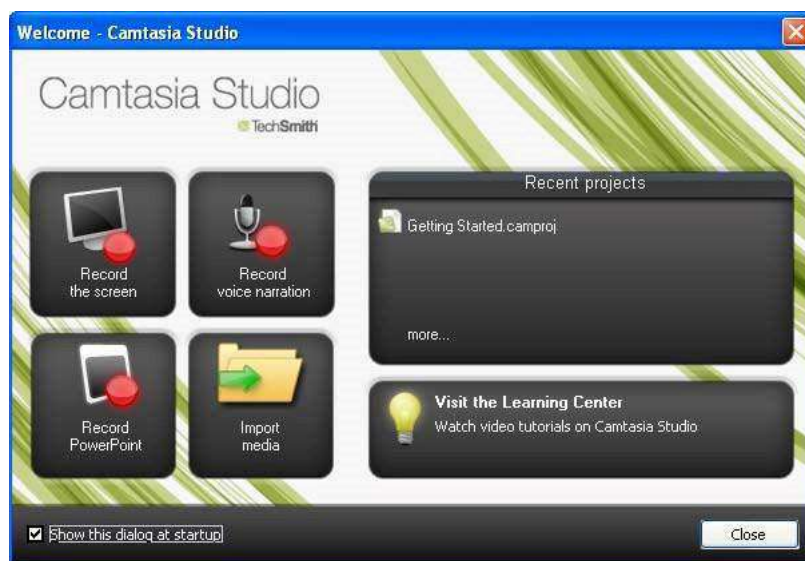 Welcome - Camtasia Studio
Camtasia Studio
TechSmith
Record
the screen
Record
voice narration
Record
PowerPoint
Import
media
Recent projects
Getting Started.camproj
more...
Visit the Learning Center
Watch video tutorials on Camtasia Studio
Show this dialog at startup
Close